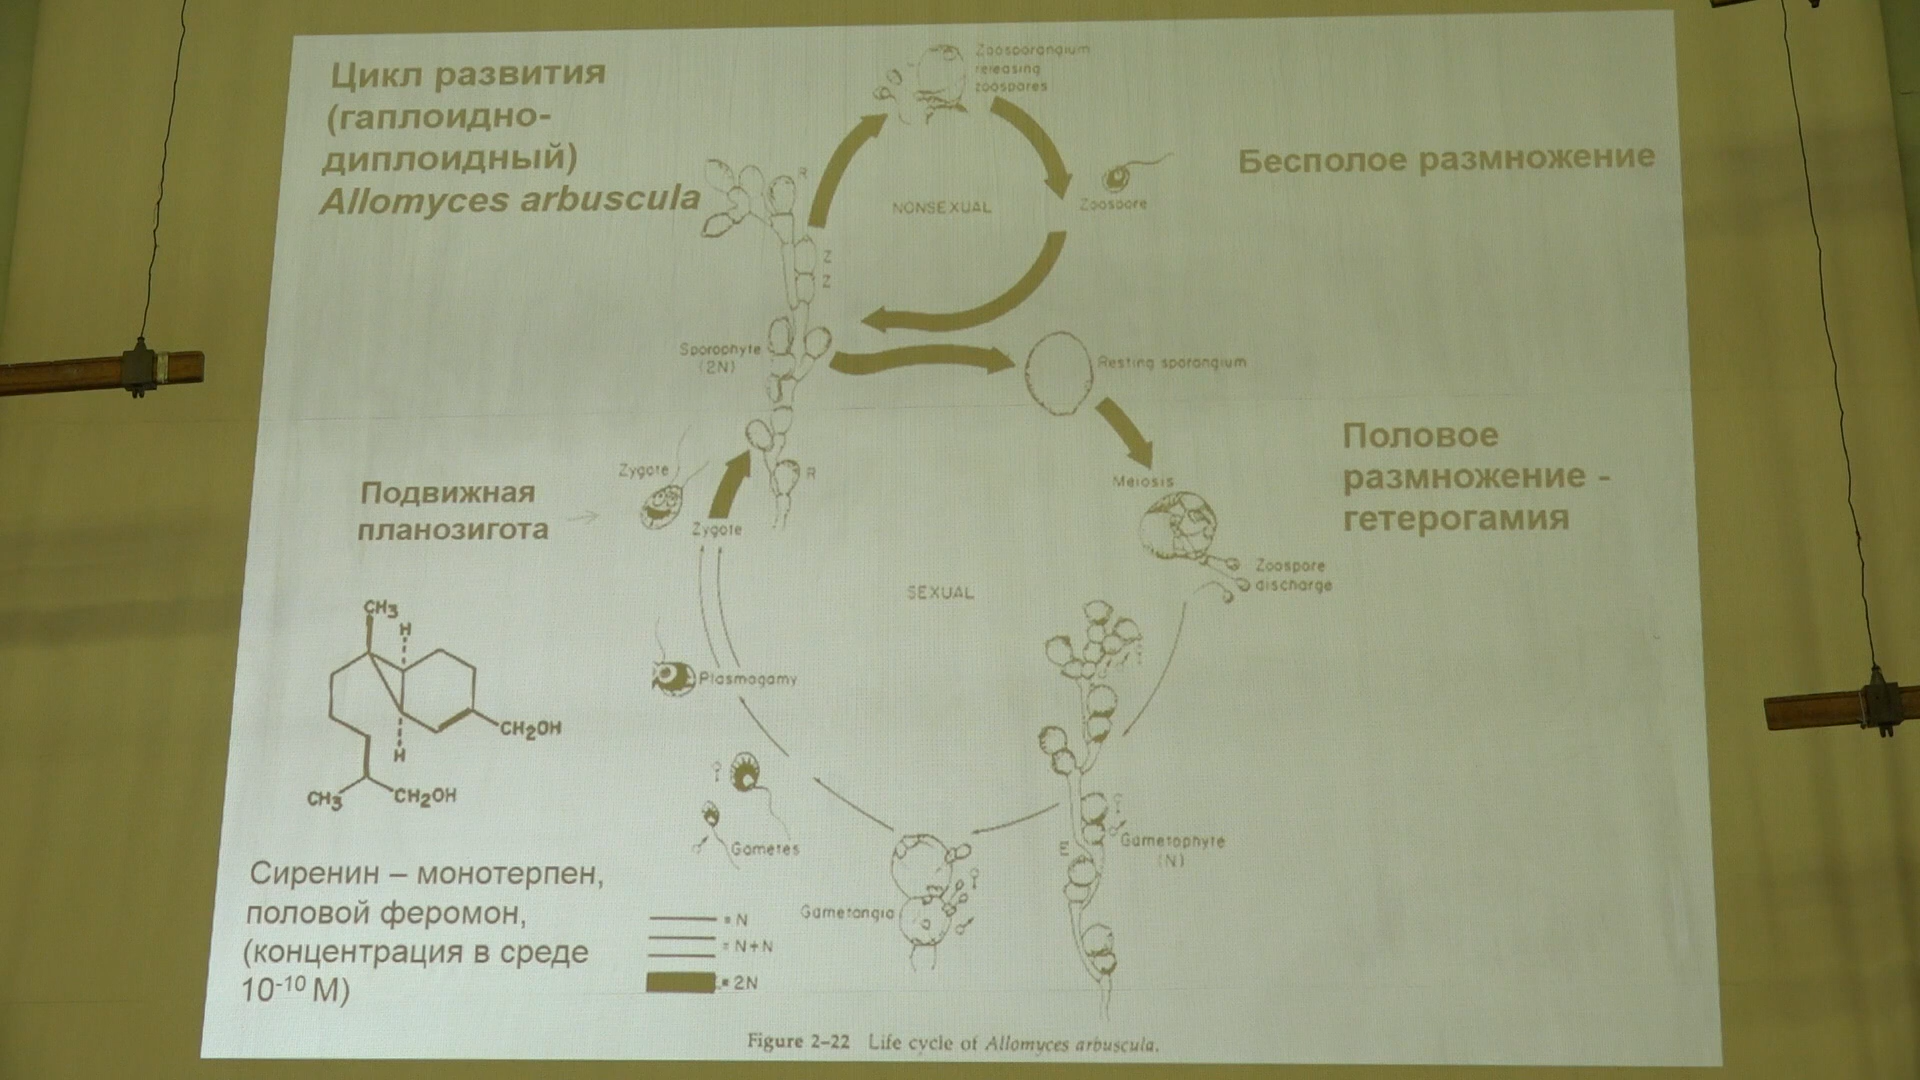 Цикл развития
(гаплоидно-
диплоидный)
Allomyces arbuscula
Zoosporangium
releasing
zoospores
Бесполое размножение
R
NONSEXUAL
Zoospore
Z
Z
Sporophyte
(2N)
Resting sporangium
Половое
размножение -
гетерогамия
Zygote
R
Meiosis
Подвижная
планозигота
Zygote
Zoospore
discharge
SEXUAL
CH3
H
Plasmogamy
CH2OH
H
CH3
CH2OH
♀
♂
Gametes
♀
♂
Gametophyte
(N)
E
Сиренин – монотерпен,
половой феромон,
(концентрация в среде
10-10 М)
Gametangia
♀
♂
= N
= N+N
= 2N
Figure 2–22 Life cycle of Allomyces arbuscula.